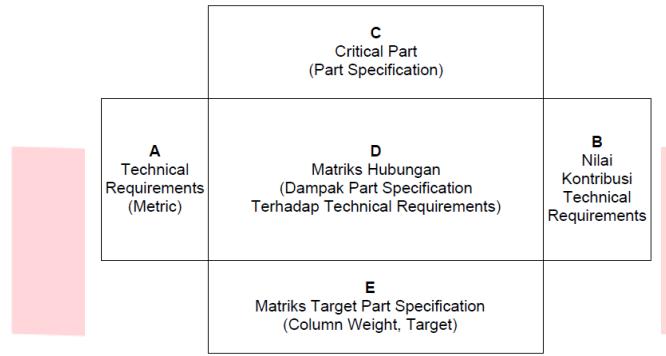 C
Critical Part
(Part Specification)
A
Technical
Requirements
(Metric)
D
Matriks Hubungan
(Dampak Part Specification
Terhadap Technical Requirements)
B
Nilai
Kontribusi
Technical
Requirements
E
Matriks Target Part Specification
(Column Weight, Target)